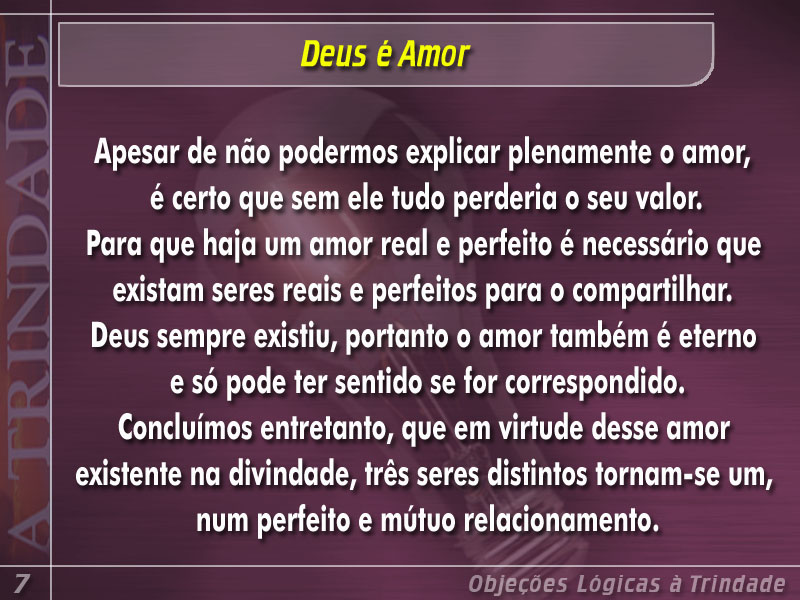 Deus é Amor
A TRINDADE
Apesar de não podermos explicar plenamente o amor,
é certo que sem ele tudo perderia o seu valor.
Para que haja um amor real e perfeito é necessário que
existam seres reais e perfeitos para o compartilhar.
Deus sempre existiu, portanto o amor também é eterno
e só pode ter sentido se for correspondido.
Concluímos entretanto, que em virtude desse amor
existente na divindade, três seres distintos tornam-se um,
num perfeito e mútuo relacionamento.
7
Objeções Lógicas à Trindade